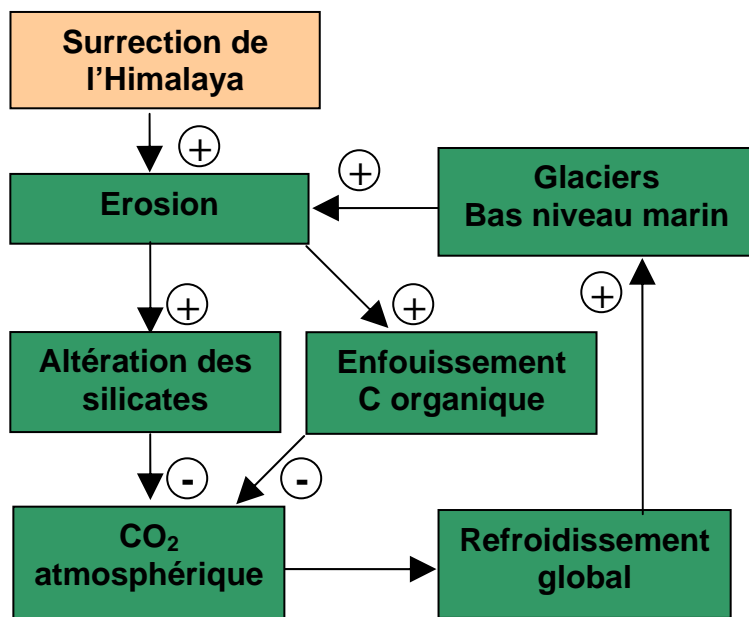 Surrection de
l'Himalaya
+
+
Erosion
Glaciers
Bas niveau marin
+
+
+
Altération des
silicates
Enfouissement
C organique
-
-
CO₂
atmosphérique
Refroidissement
global